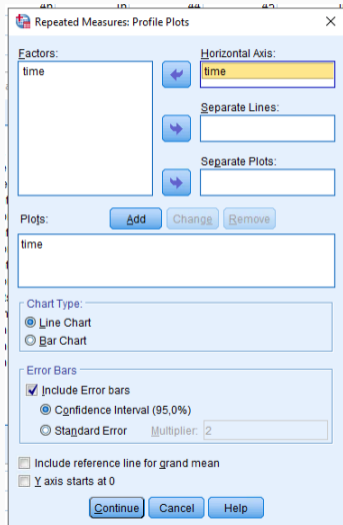 Repeated Measures: Profile Plots
Factors:
Horizontal Axis:
time
time
Separate Lines:
Separate Plots:
Plots:
Add
Change
Remove
time
Chart Type:
Line Chart
Bar Chart
Error Bars
Include Error bars
Confidence Interval (95,0%)
Standard Error
Multiplier:
2
Include reference line for grand mean
Y axis starts at 0
Continue
Cancel
Help